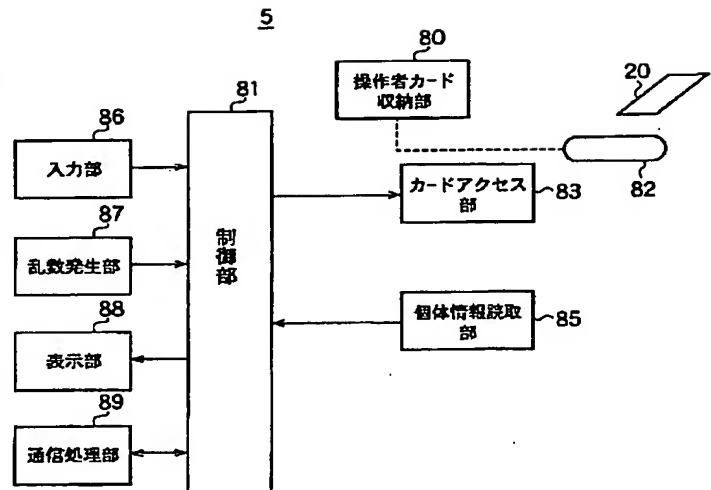 5
80
操作者カード
収納部
20
82
81
制御部
86
入力部
87
乱数発生部
88
表示部
89
通信処理部
カードアクセス
部
83
個体情報読取
部
85